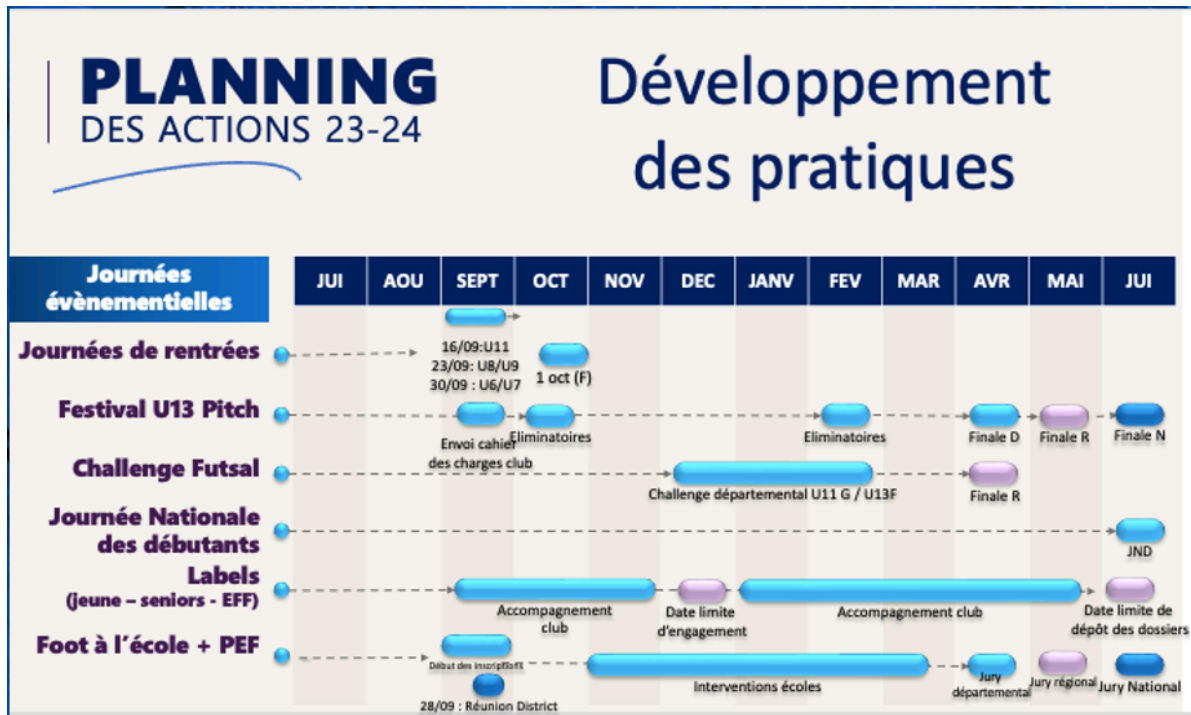 PLANNING
DES ACTIONS 23-24
Développement
des pratiques
Journées
évènementielles
JUI AOU SEPT OCT NOV DEC JANV FEV MAR AVR MAI JUI
Journées de rentrées
16/09:U11
23/09: U8/U9
30/09 : U6/U7
1 oct (F)
Festival U13 Pitch
Envoi cahier
des charges club
Eliminatoires
Eliminatoires
Finale D
Finale R
Finale N
Challenge Futsal
Challenge départemental U11 G / U13F
Finale R
Journée Nationale
des débutants
JND
Labels
(jeune – seniors - EFF)
Accompagnement
club
Date limite
d'engagement
Accompagnement club
Date limite de
dépôt des dossiers
Foot à l´école + PEF
Début des inscriptions
28/09 : Réunion District
Interventions écoles
Jury
départemental
Jury régional
Jury National